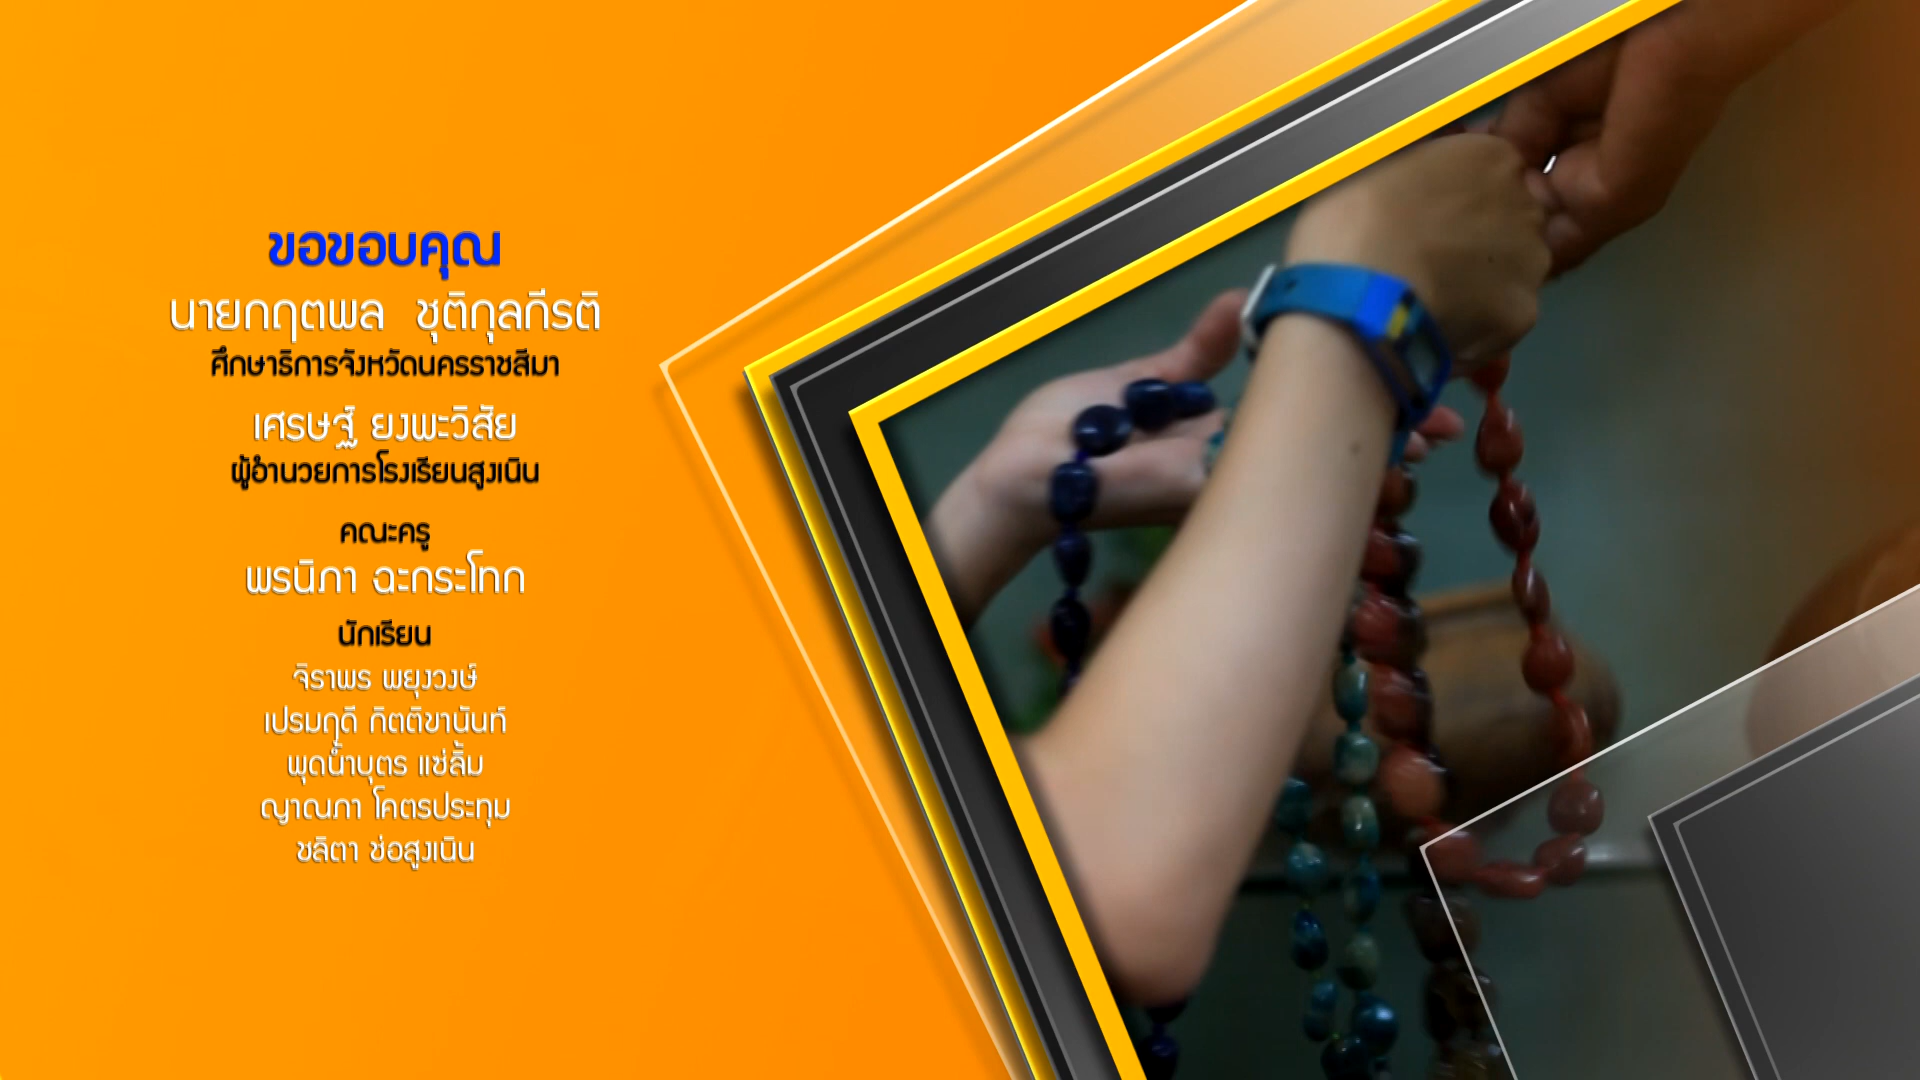 ขอขอบคุณ
นายกฤตพล ชุติกุลกีรติ
ศึกษาธิการจังหวัดนครราชสีมา
เศรษฐ์ ยงพะวิสัย
ผู้อำนวยการโรงเรียนสูงเนิน
คณะครู
พรนิภา ฉะกระโทก
นักเรียน
จิราพร พยุงวงษ์
เปรมฤดี กิตติขานันท์
พุดน้ำบุตร แซ่ลิ้ม
ญาณภา โคตรประทุม
ชลิตา ช่อสูงเนิน